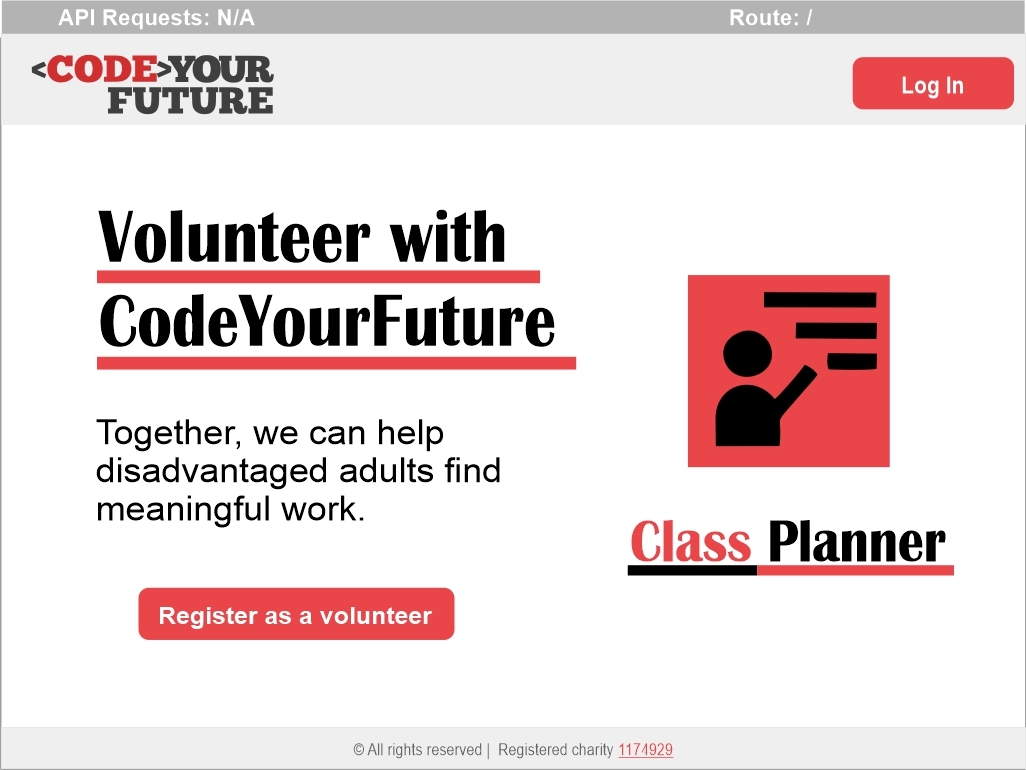 API Requests: N/A Route: /
<CODE>YOUR
FUTURE
Log In
Volunteer with
CodeYourFuture
Together, we can help
disadvantaged adults find
meaningful work.
Register as a volunteer
Class Planner
© All rights reserved | Registered charity 1174929